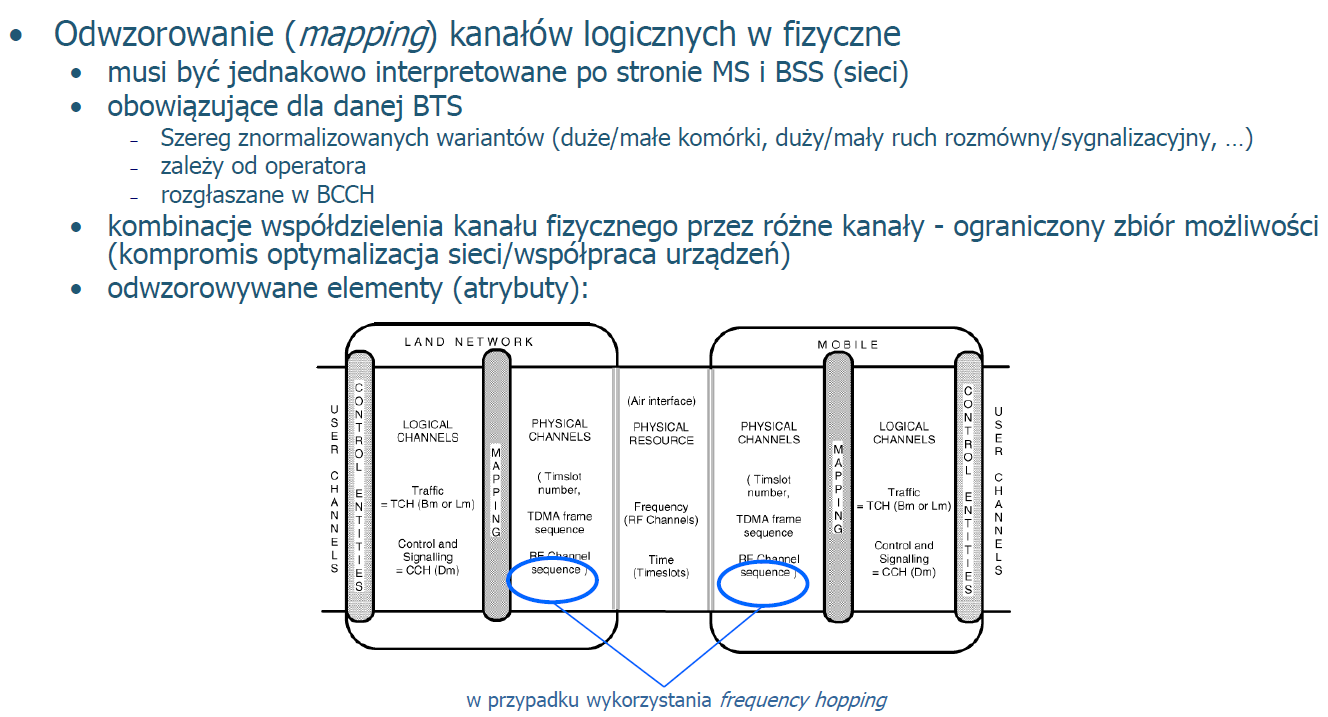 Odwzorowanie (mapping) kanałów logicznych w fizyczne
musi być jednakowo interpretowane po stronie MS i BSS (sieci)
obowiązujące dla danej BTS
Szereg znormalizowanych wariantów (duże/małe komórki, duży/mały ruch rozmówny/sygnalizacyjny, …)
zależy od operatora
rozgłaszane w BCCH
kombinacje współdzielenia kanału fizycznego przez różne kanały - ograniczony zbiór możliwości
(kompromis optymalizacja sieci/współpraca urządzeń)
odwzorowywane elementy (atrybuty):
LAND NETWORK
MOBILE
USER CHANNELS
CONTROL ENTITIES
LOGICAL
CHANNELS
Traffic
= TCH (Bm or Lm)
Control and
Signalling
= CCH (Dm)
MAPPING
PHYSICAL
CHANNELS
( Timslot
number,
TDMA frame
sequence
RF Channel
sequence )
(Air interface)
PHYSICAL
RESOURCE
Frequency
(RF Channels)
Time
(Timeslots)
PHYSICAL
CHANNELS
( Timslot
number,
TDMA frame
sequence
RF Channel
sequence )
MAPPING
LOGICAL
CHANNELS
Traffic
= TCH (Bm or Lm)
Control and
Signalling
= CCH (Dm)
CONTROL ENTITIES
USER CHANNELS
w przypadku wykorzystania frequency hopping